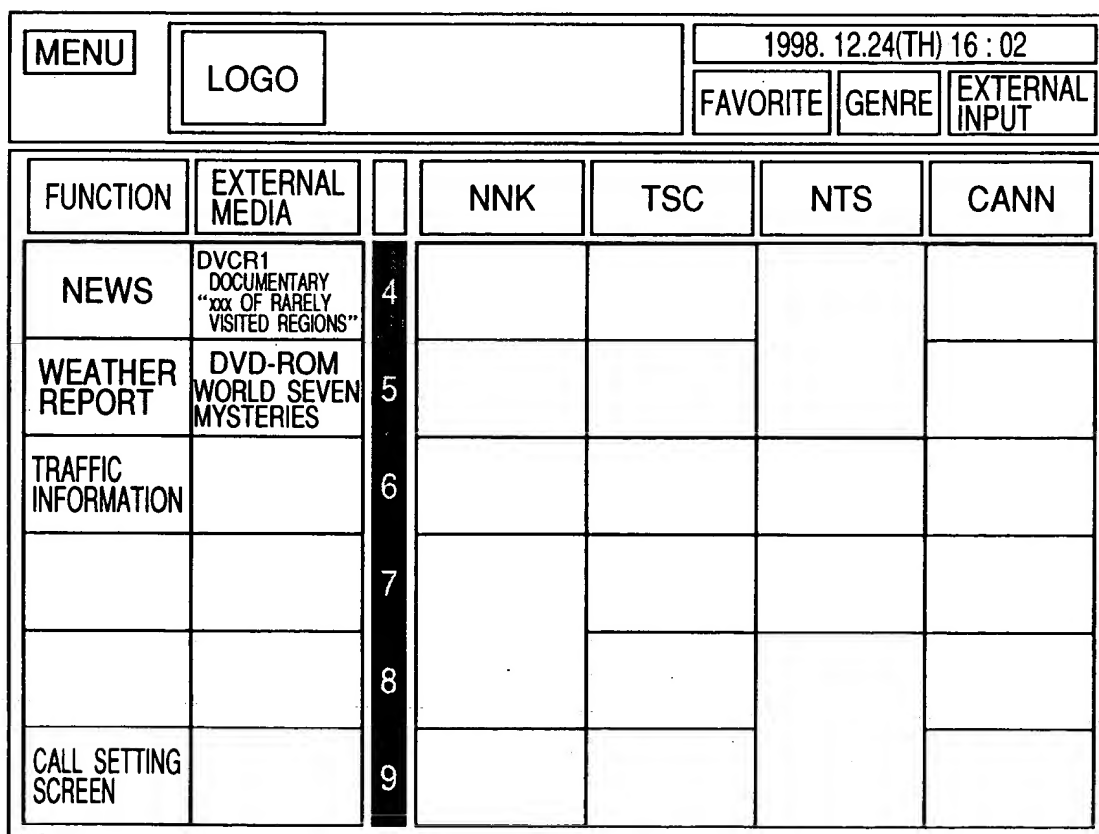 MENU
LOGO
1998. 12.24(TH) 16 : 02
FAVORITE
GENRE
EXTERNAL
INPUT
FUNCTION
EXTERNAL
MEDIA
NNK
TSC
NTS
CANN
NEWS
DVCR1
DOCUMENTARY
“xxx OF RARELY
VISITED REGIONS”
4
WEATHER
REPORT
DVD-ROM
WORLD SEVEN
MYSTERIES
5
TRAFFIC
INFORMATION
6
7
8
CALL SETTING
SCREEN
9